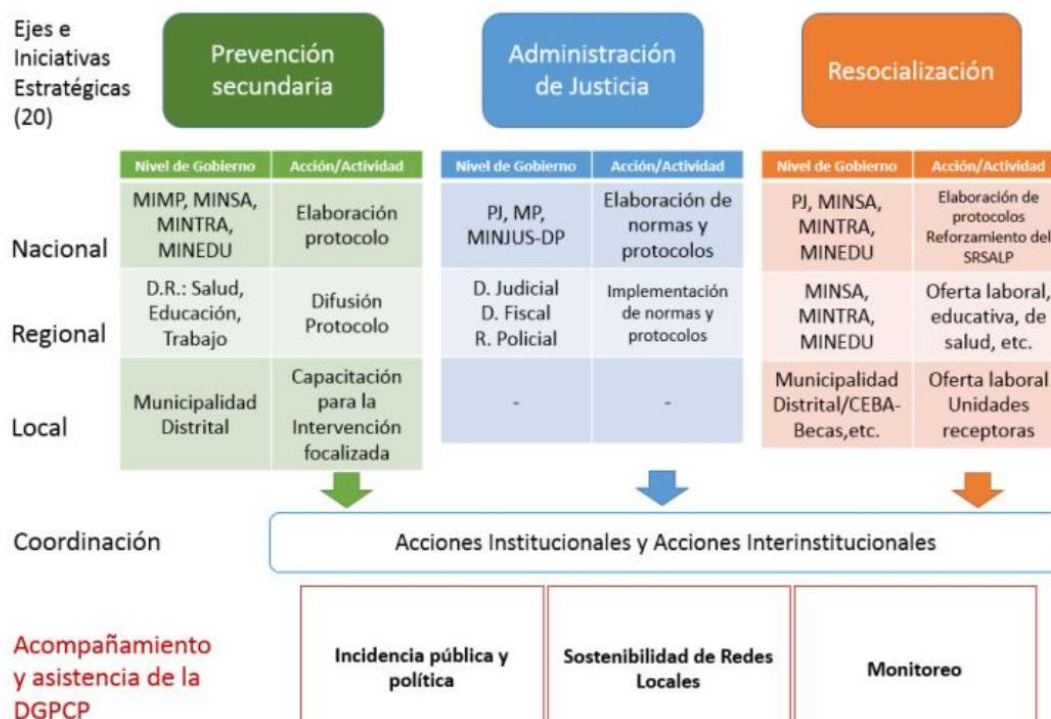 Ejes e
Iniciativas
Estratégicas
(20)
Prevención
secundaria
Administración
de Justicia
Resocialización
Nivel de Gobierno Acción/Actividad
Nivel de Gobierno Acción/Actividad
Nivel de Gobierno Acción/Actividad
Nacional
MIMP, MINSA,
MINTRA,
MINEDU
Elaboración
protocolo
PJ, MP,
MINJUS-DP
Elaboración de
normas y
protocolos
PJ, MINSA,
MINTRA,
MINEDU
Elaboración de
protocolos
Reforzamiento del
SRSALP
Regional
D.R.: Salud,
Educación,
Trabajo
Difusión
Protocolo
D. Judicial
D. Fiscal
R. Policial
Implementación
de normas y
protocolos
MINSA,
MINTRA,
MINEDU
Oferta laboral,
educativa, de
salud, etc.
Local
Municipalidad
Distrital
Capacitación
para la
Intervención
focalizada
-
-
Municipalidad
Distrital/CEBA-
Becas,etc.
Oferta laboral
Unidades
receptoras
Coordinación
Acciones Institucionales y Acciones Interinstitucionales
Acompañamiento
y asistencia de la
DGPCP
Incidencia pública y
política
Sostenibilidad de Redes
Locales
Monitoreo